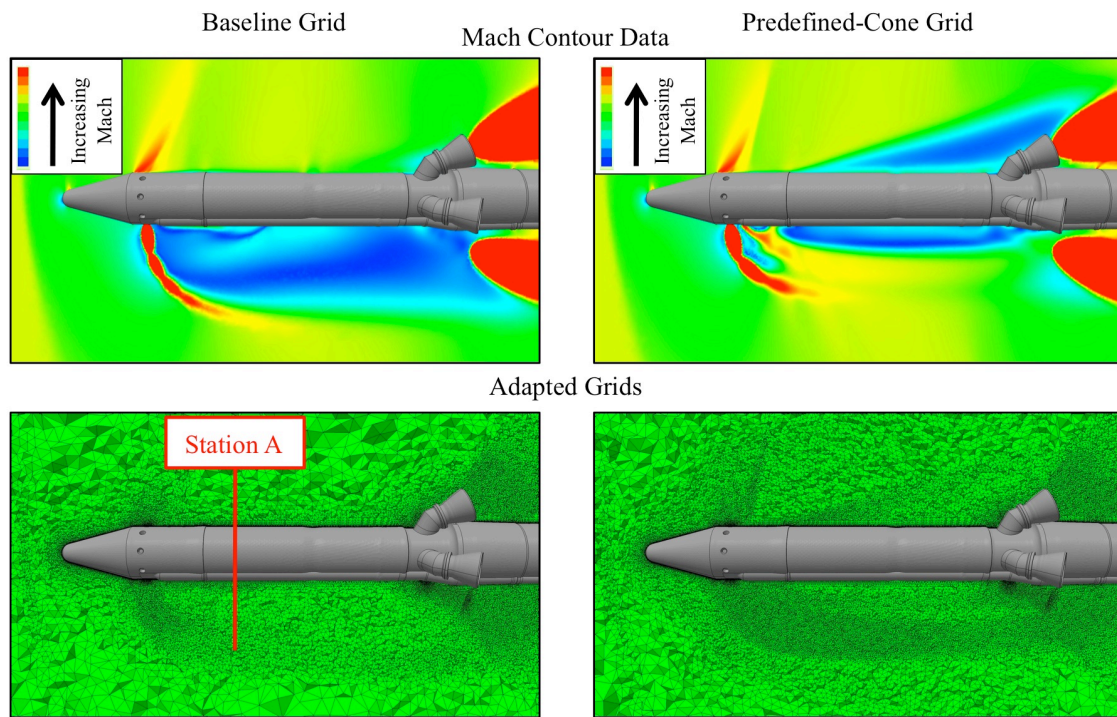 Baseline Grid
Predefined-Cone Grid
Mach Contour Data
Increasing
Mach
Increasing
Mach
Adapted Grids
Station A